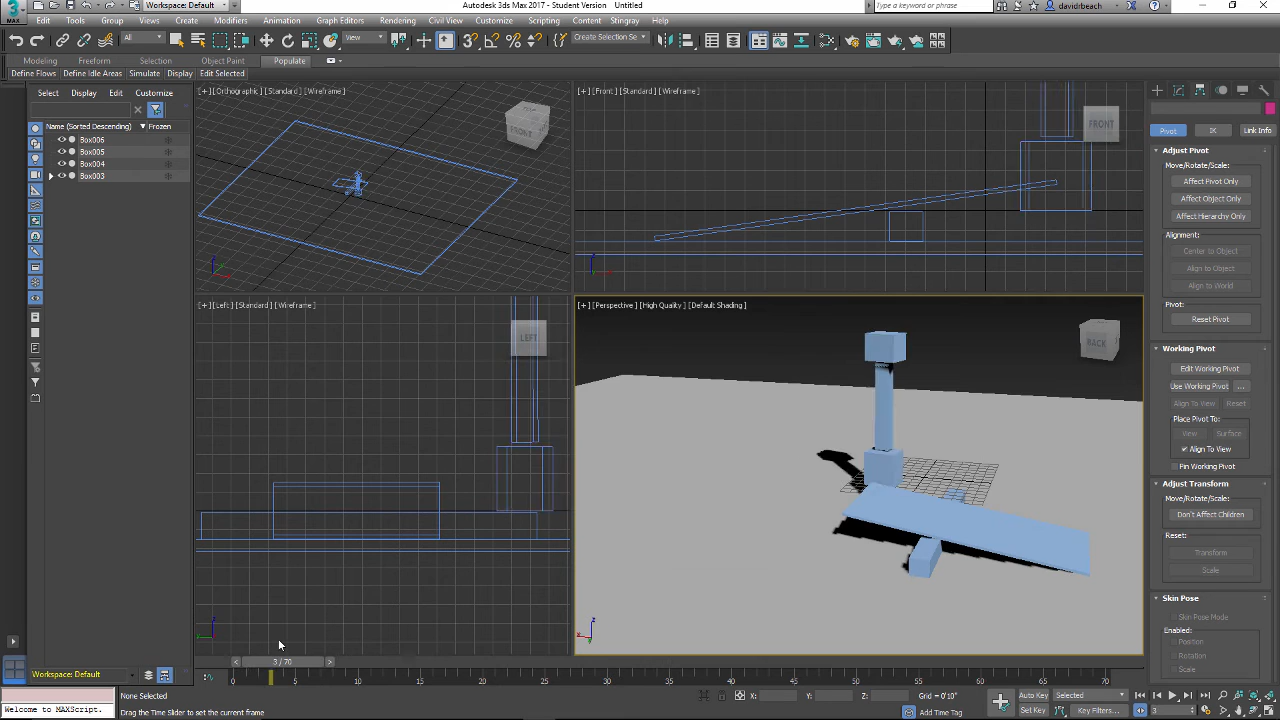 Workspace: Default
Autodesk 3ds Max 2017 - Student Version   Untitled
Type a keyword or phrase
davidbeach
3
MAX
Edit Tools Group Views Create Modifiers Animation Graph Editors Rendering Civil View Customize Scripting Content Stingray Help
All
View
Create Selection Se
Modeling Freeform Selection Object Paint Populate
Define Flows Define Idle Areas Simulate Display Edit Selected
Select Display Edit Customize
Name (Sorted Descending) Frozen
Box006
Box005
Box004
Box003
[+] [Orthographic] [Standard] [Wireframe]
FRONT
[+] [Front] [Standard] [Wireframe]
FRONT
[+] [Left] [Standard] [Wireframe]
LEFT
[+] [Perspective] [High Quality] [Default Shading]
BACK
Pivot IK Link Info
Adjust Pivot
Move/Rotate/Scale:
Affect Pivot Only
Affect Object Only
Affect Hierarchy Only
Alignment:
Center to Object
Align to Object
Align to World
Pivot:
Reset Pivot
Working Pivot
Edit Working Pivot
Use Working Pivot ...
Align To View Reset
Place Pivot To:
View Surface
Align To View
Pin Working Pivot
Adjust Transform
Move/Rotate/Scale:
Don't Affect Children
Reset:
Transform
Scale
Skin Pose
Skin Pose Mode
Enabled:
Position
Rotation
Scale
3 / 70
0 5 10 15 20 25 30 35 40 45 50 55 60 65 70
Workspace: Default
None Selected
X: Y: Z: Grid = 0'10"
Auto Key Selected
Welcome to MAXScript.
Drag the Time Slider to set the current frame
Add Time Tag
Set Key Key Filters...
3